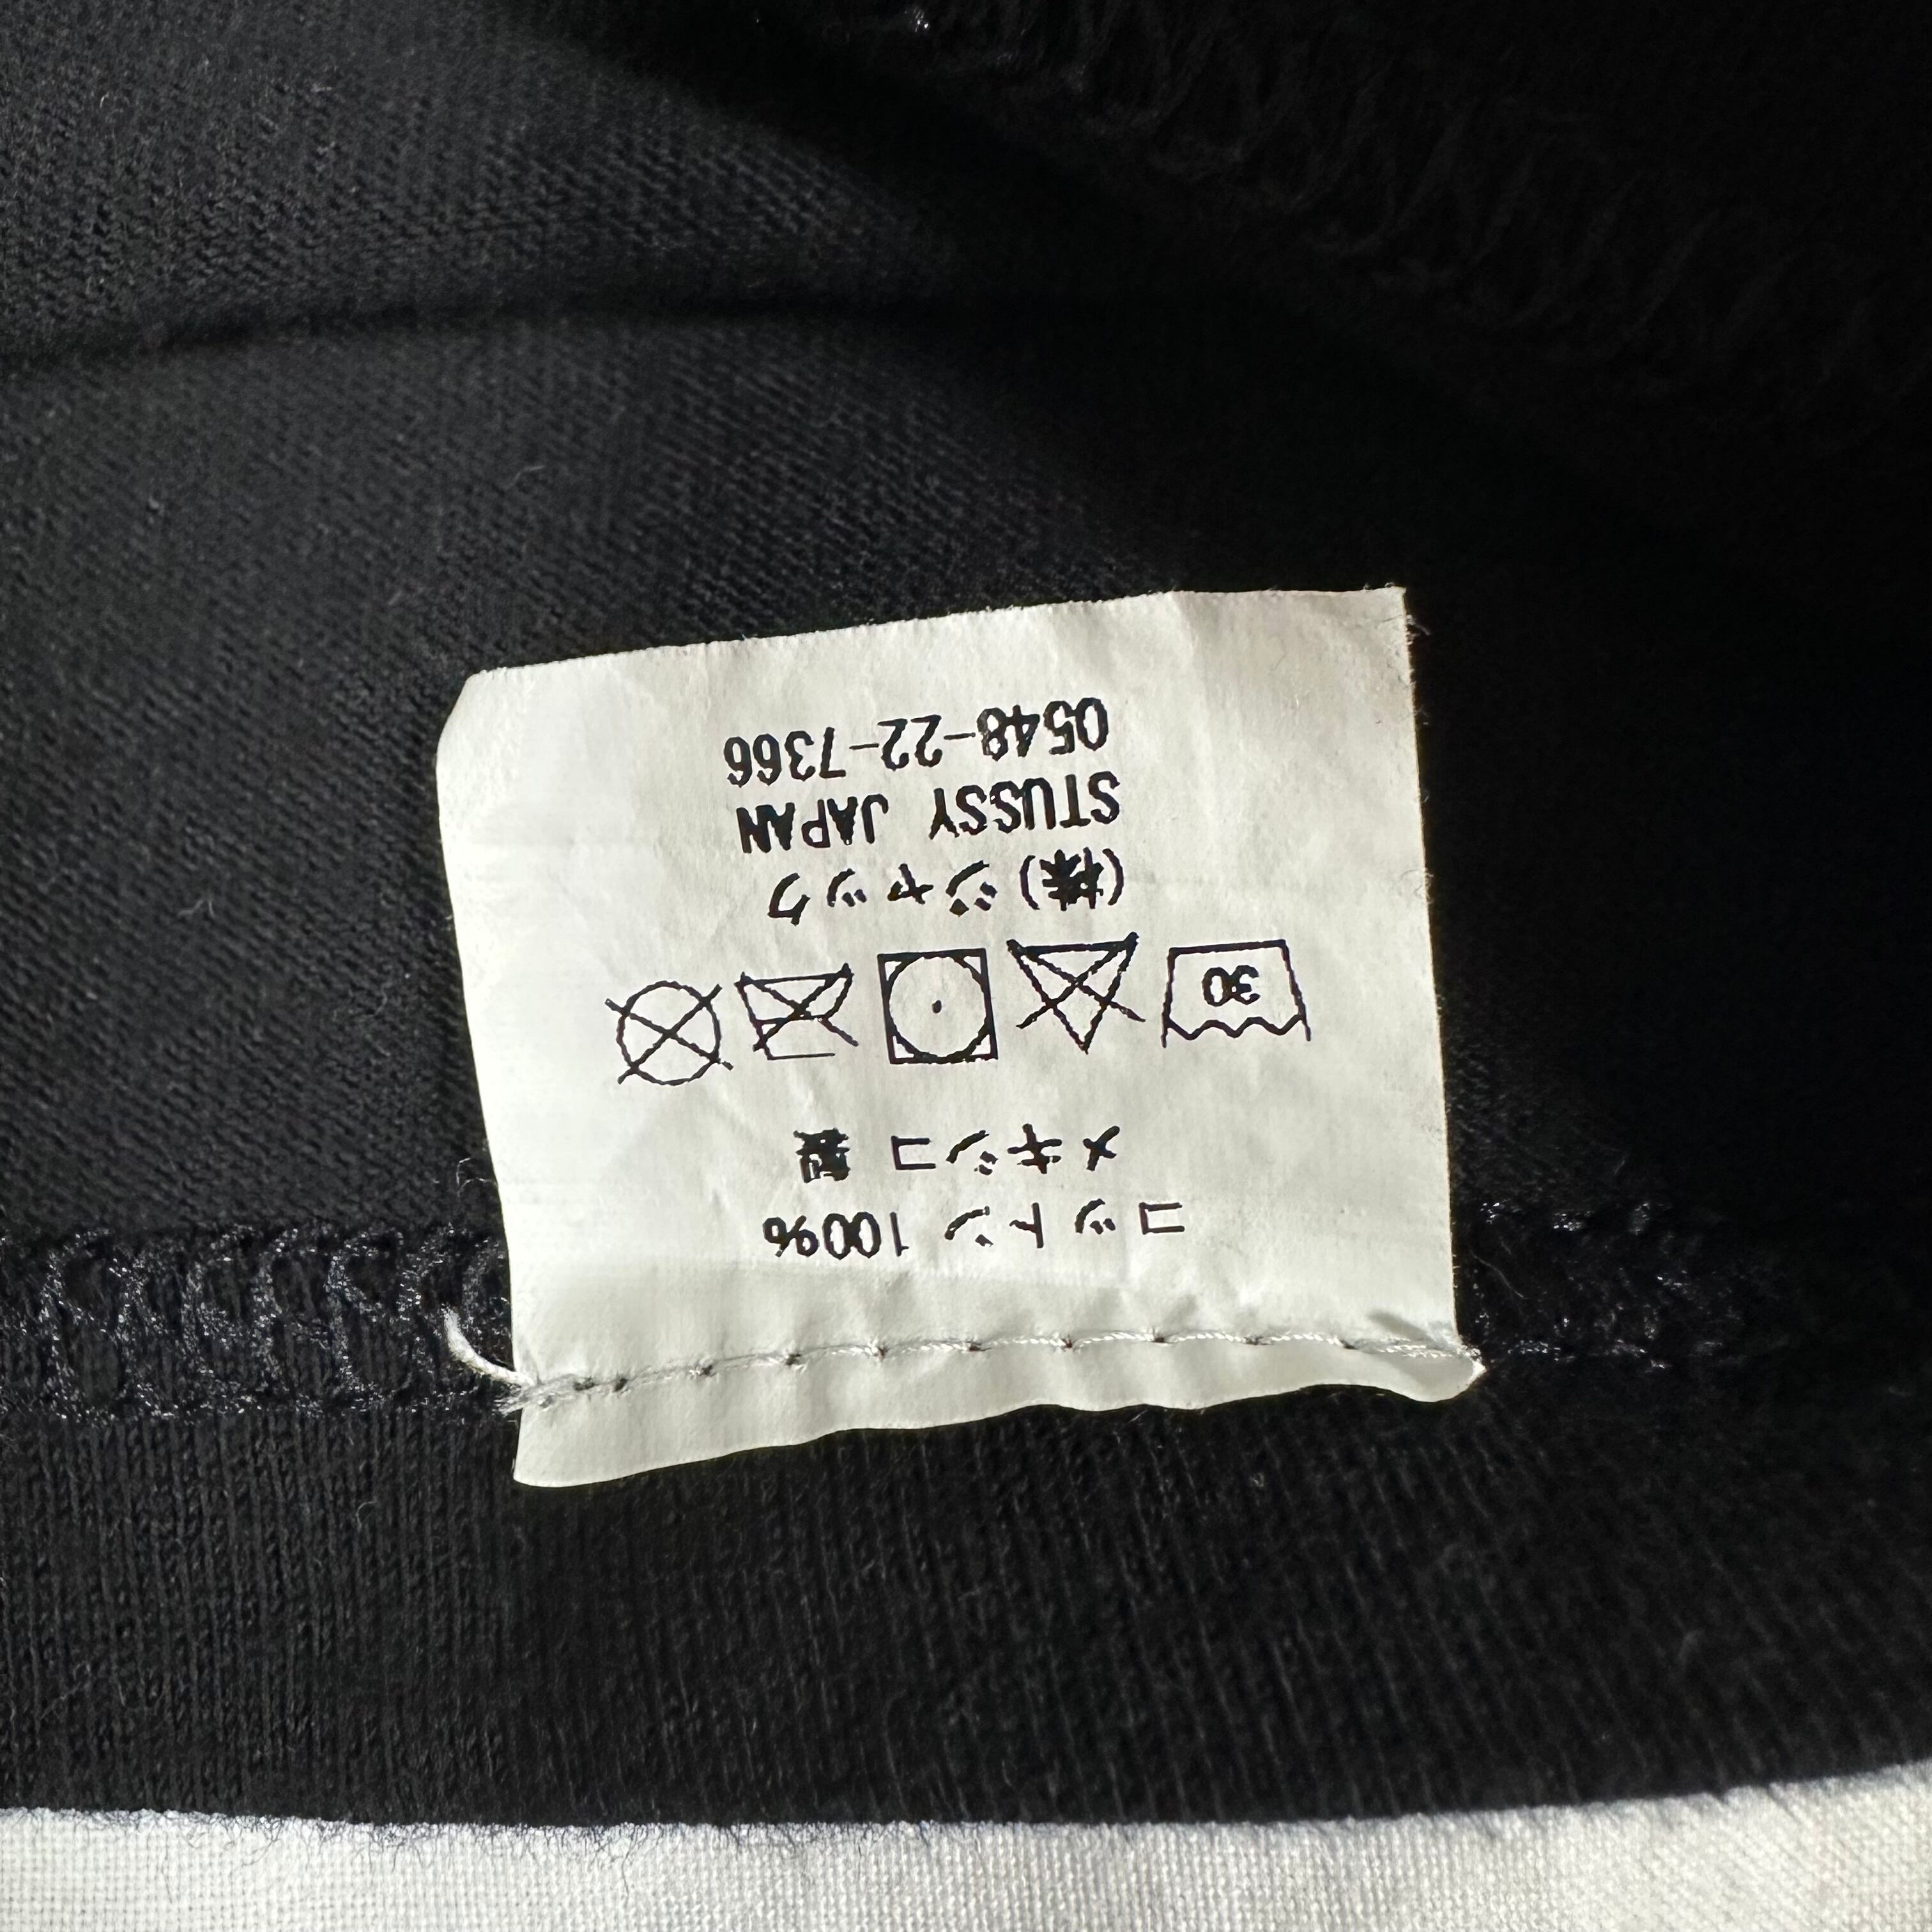 コットン 100%
メキシコ 製
30
(株)ジャック
STUSSY JAPAN
0548-22-7366